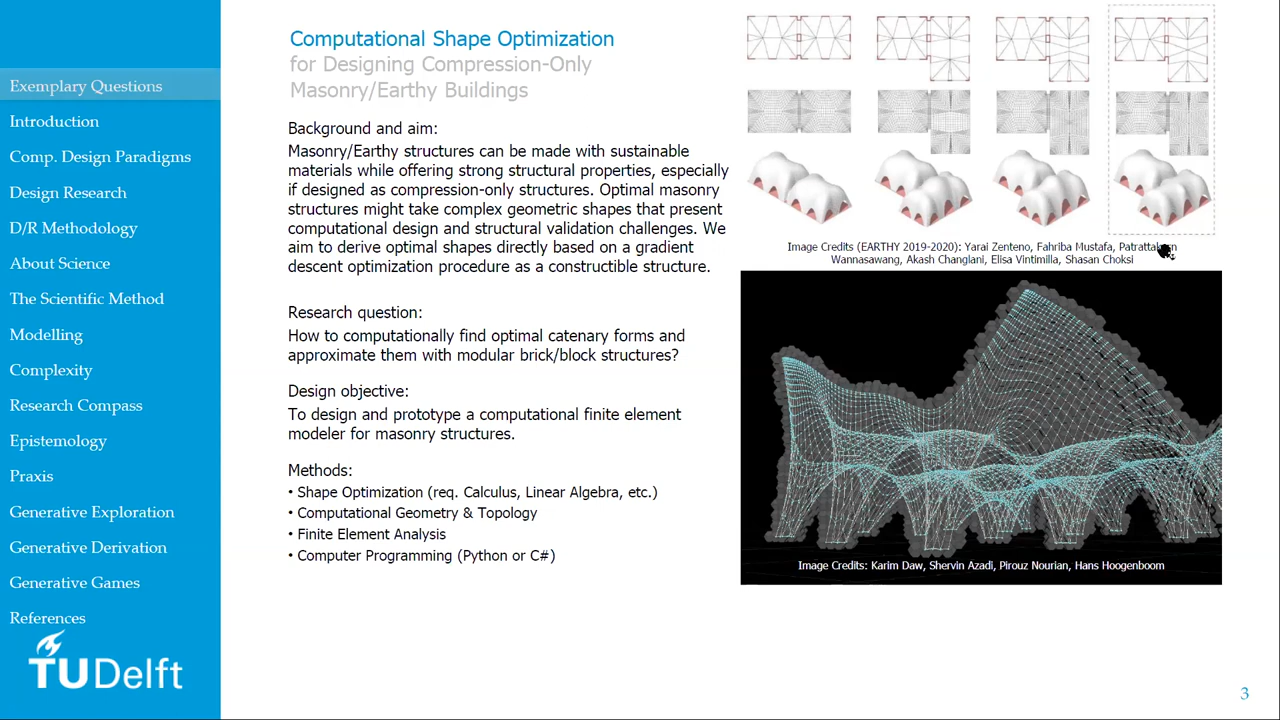 Exemplary Questions
Introduction
Comp. Design Paradigms
Design Research
D/R Methodology
About Science
The Scientific Method
Modelling
Complexity
Research Compass
Epistemology
Praxis
Generative Exploration
Generative Derivation
Generative Games
References
TUDelft
Computational Shape Optimization
for Designing Compression-Only
Masonry/Earthy Buildings
Background and aim:
Masonry/Earthy structures can be made with sustainable
materials while offering strong structural properties, especially
if designed as compression-only structures. Optimal masonry
structures might take complex geometric shapes that present
computational design and structural validation challenges. We
aim to derive optimal shapes directly based on a gradient
descent optimization procedure as a constructible structure.
Research question:
How to computationally find optimal catenary forms and
approximate them with modular brick/block structures?
Design objective:
To design and prototype a computational finite element
modeler for masonry structures.
Methods:
• Shape Optimization (req. Calculus, Linear Algebra, etc.)
• Computational Geometry & Topology
• Finite Element Analysis
• Computer Programming (Python or C#)
Image Credits (EARTHY 2019-2020): Yarai Zenteno, Fahriba Mustafa,
Wannasawang, Akash Changlani, Elisa Vintimilla, Shasan Choksi
Image Credits: Karim Daw, Shervin Azadi, Pirouz Nourian, Hans Hoogenboom
3